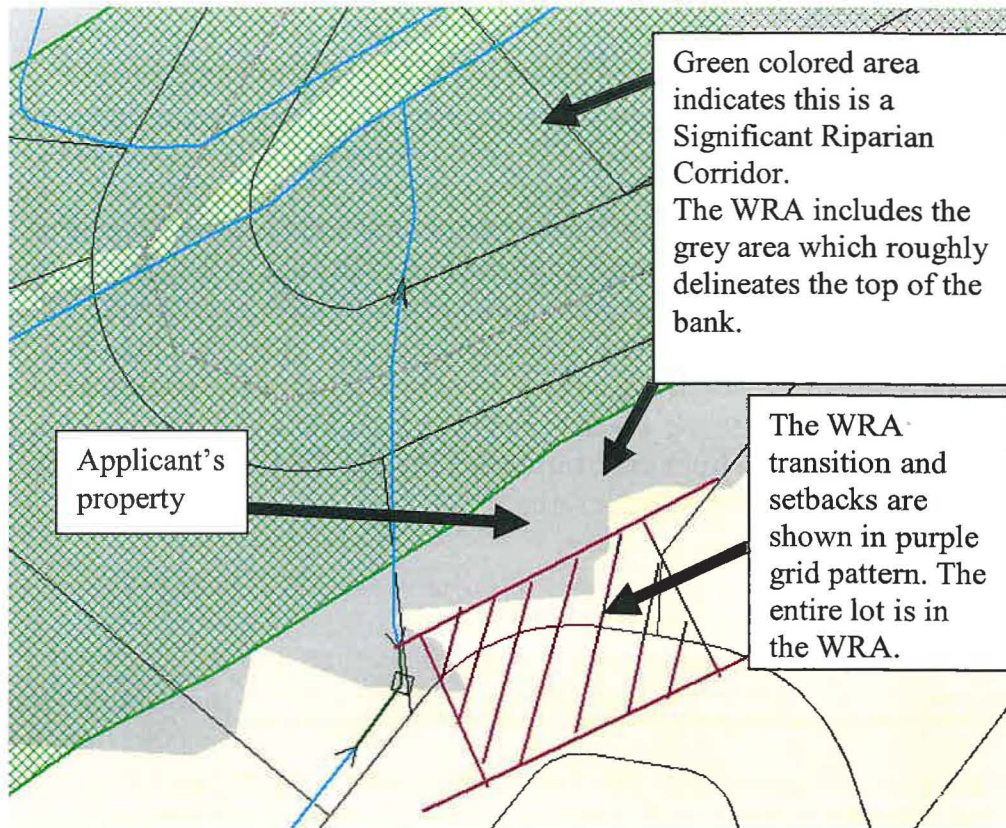 Green colored area
indicates this is a
Significant Riparian
Corridor.
The WRA includes the
grey area which roughly
delineates the top of the
bank.
Applicant's
property
The WRA
transition and
setbacks are
shown in purple
grid pattern. The
entire lot is in
the WRA.